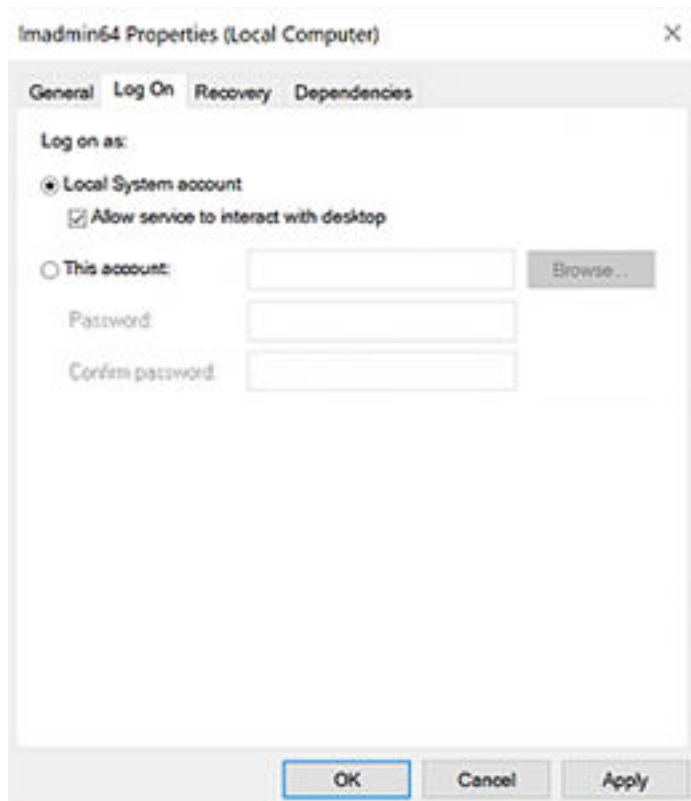 lmadmin64 Properties (Local Computer)
General Log On Recovery Dependencies
Log on as:
Local System account
Allow service to interact with desktop
This account:
Browse...
Password:
Confirm password:
OK Cancel Apply